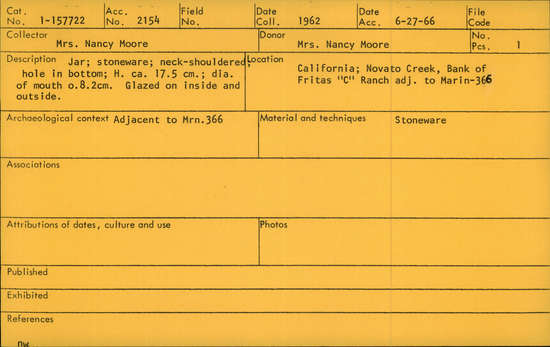 Cat. No. 1-157722 Acc. No. 2154 Field No. Date Coll. 1962 Date Acc. 6-27-66 File Code
Collector Mrs. Nancy Moore Donor Mrs. Nancy Moore No. Pcs. 1
Description Jar; stoneware; neck-shouldered;
hole in bottom; H. ca. 17.5 cm.; dia.
of mouth o.8.2cm. Glazed on inside and
outside.
Location
California; Novato Creek, Bank of
Fritas "C" Ranch adj. to Marin-366
Archaeological context Adjacent to Mrn.366
Material and techniques Stoneware
Associations
Attributions of dates, culture and use
Photos
Published
Exhibited
References
nw